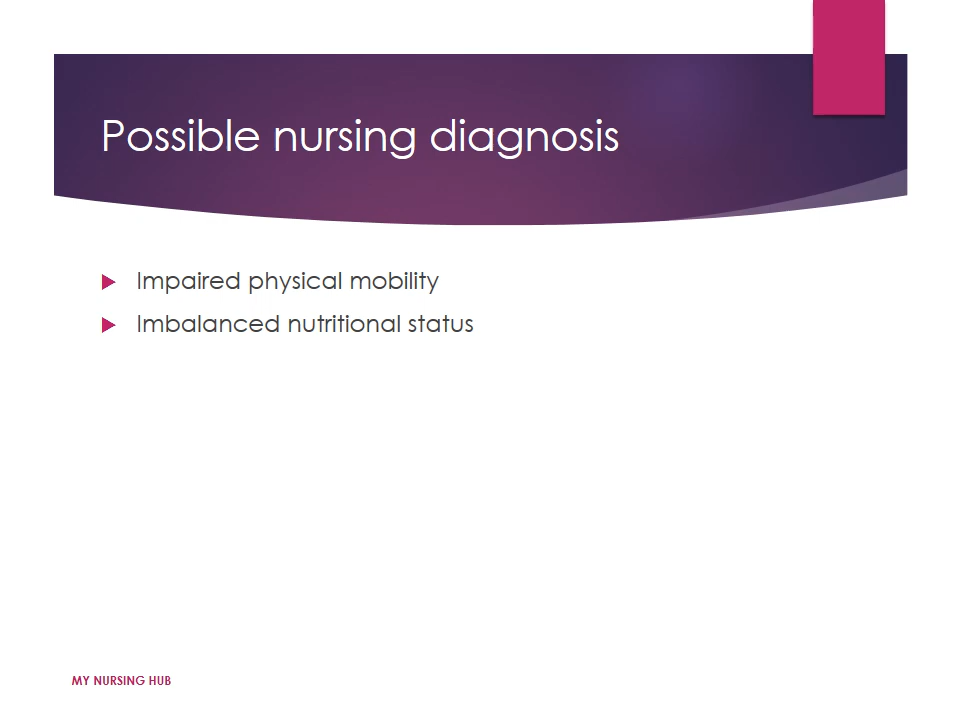 Possible nursing diagnosis
Impaired physical mobility
Imbalanced nutritional status
MY NURSING HUB